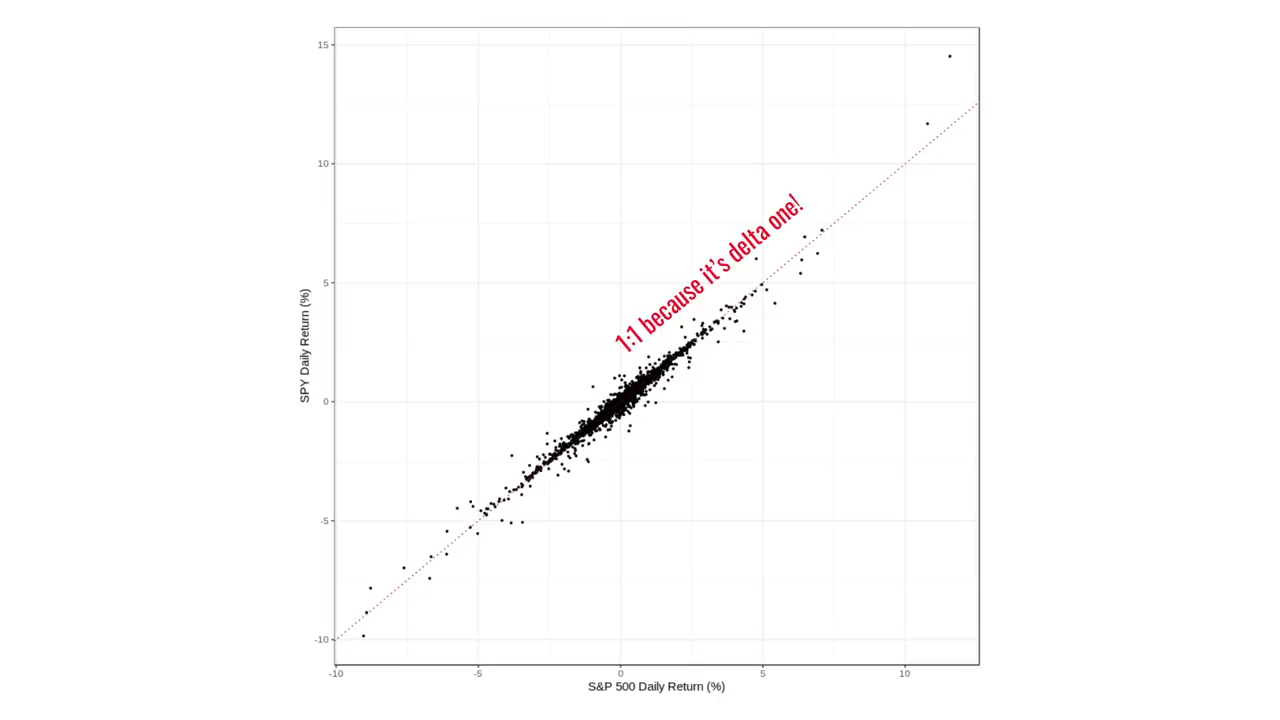 15
10
5
0
-5
-10
SPY Daily Return (%)
1:1 because it's delta one!
-10 -5 0 5 10
S&P 500 Daily Return (%)